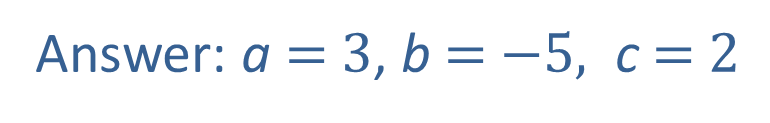 Answer: a = 3, b = −5, c = 2